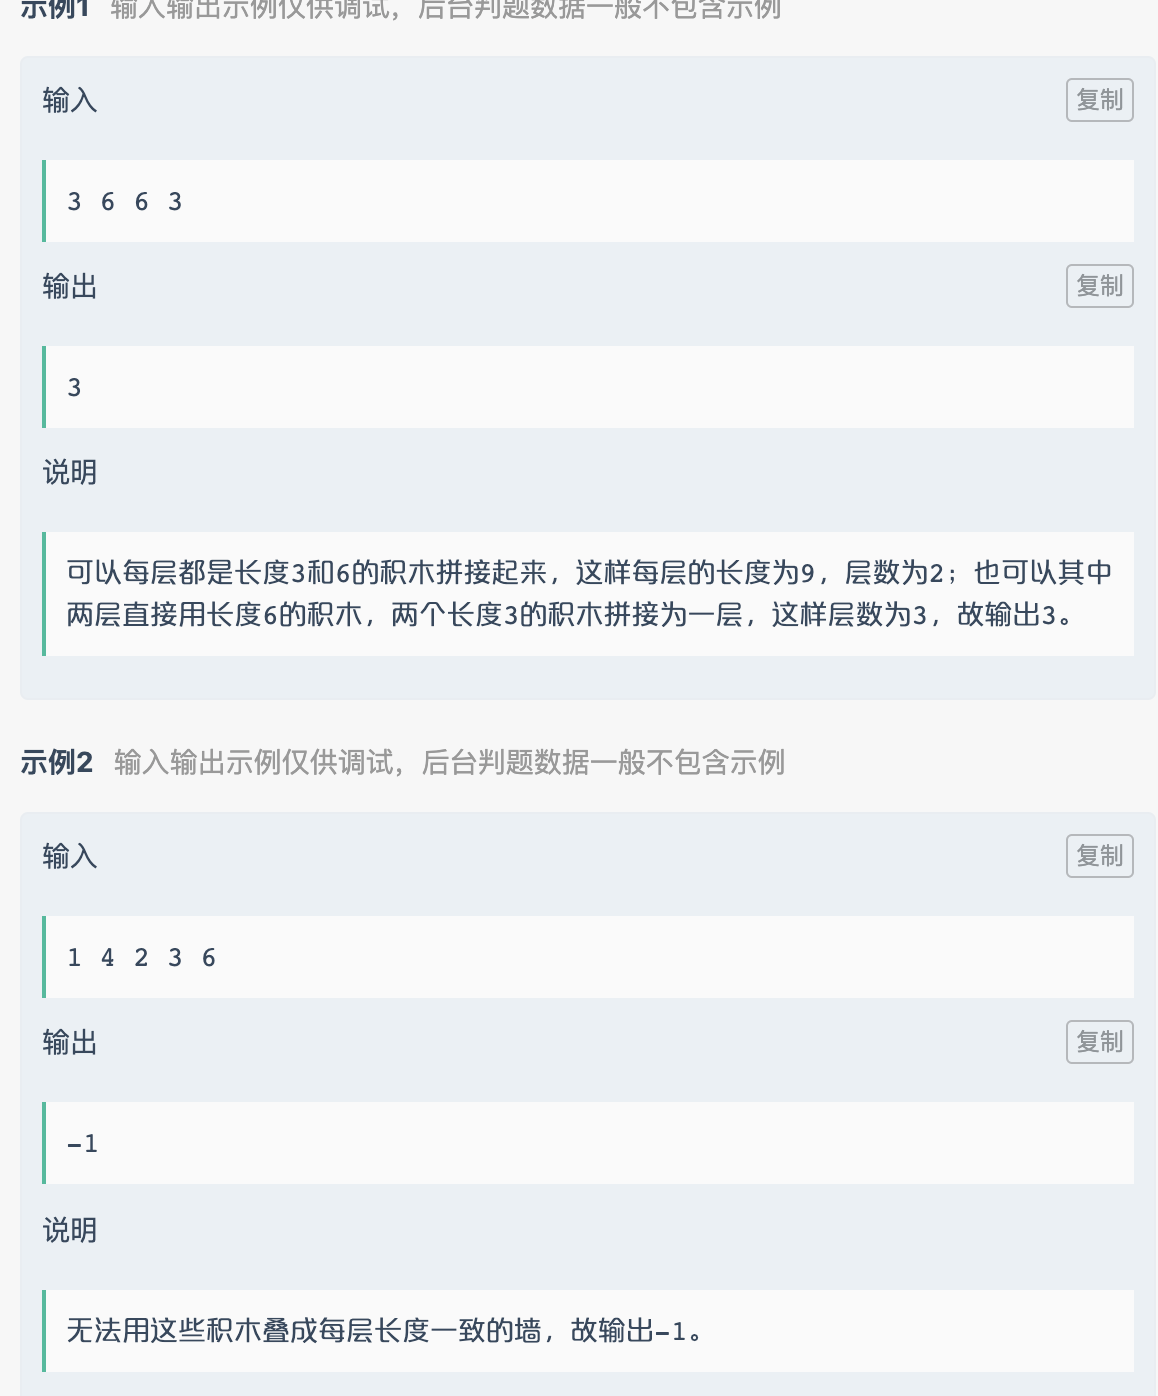 示例1 输入输出示例仅供调试，后台判题数据一般不包含示例
输入
复制
3 6 6 3
输出
复制
3
说明
可以每层都是长度3和6的积木拼接起来，这样每层的长度为9，层数为2；也可以其中
两层直接用长度6的积木，两个长度3的积木拼接为一层，这样层数为3，故输出3。
示例2 输入输出示例仅供调试，后台判题数据一般不包含示例
输入
复制
1 4 2 3 6
输出
复制
-1
说明
无法用这些积木叠成每层长度一致的墙，故输出-1。